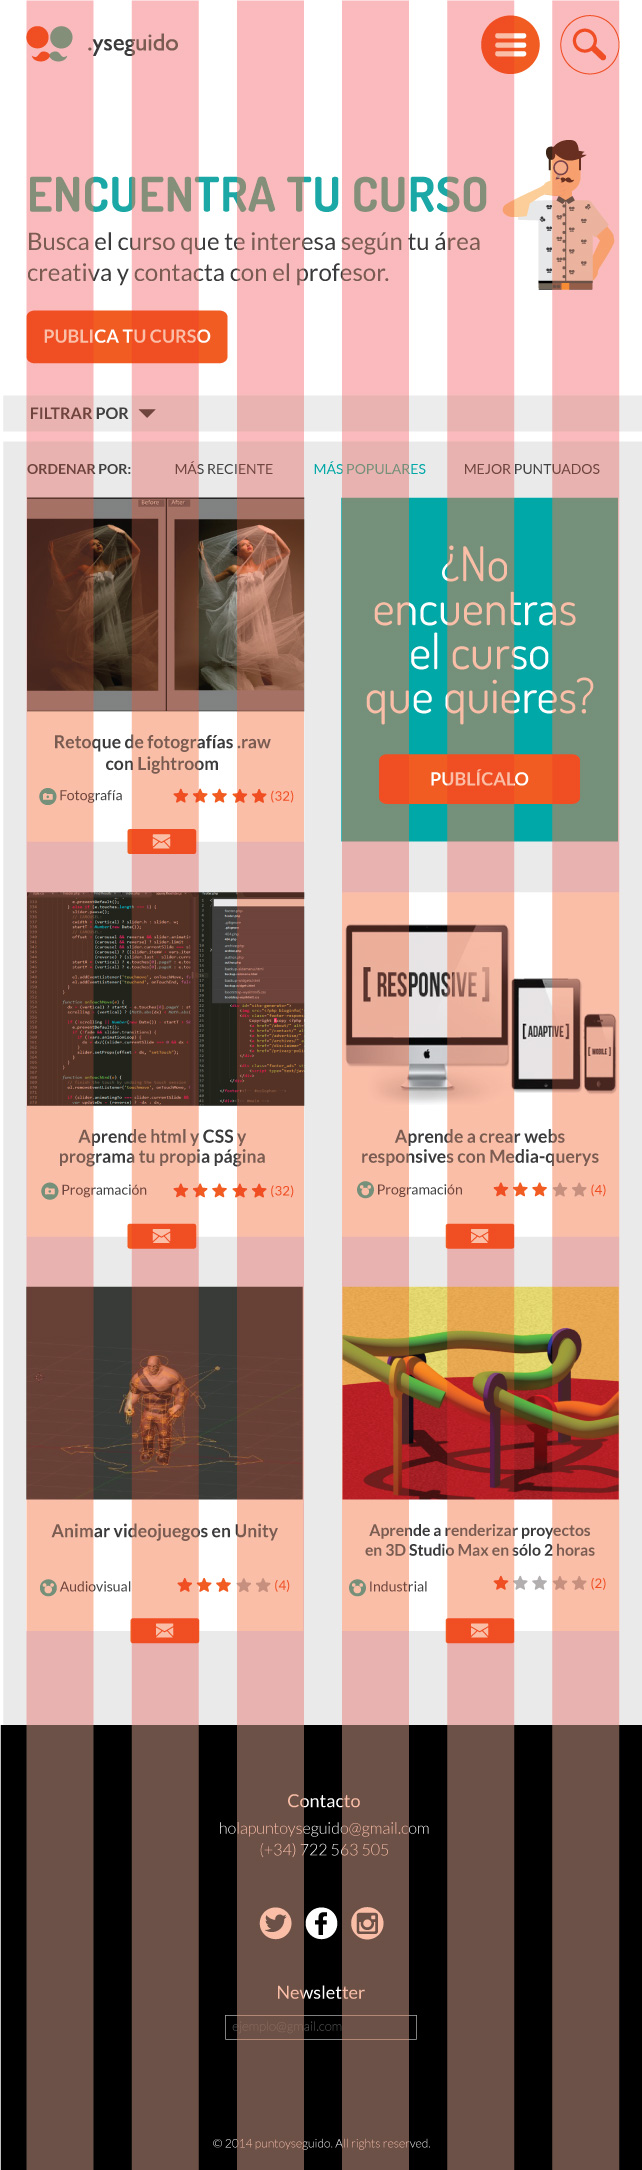 .yseguido
ENCUENTRA TU CURSO
Busca el curso que te interesa según tu área
creativa y contacta con el profesor.
PUBLICA TU CURSO
FILTRAR POR
ORDENAR POR: MÁS RECIENTE MÁS POPULARES MEJOR PUNTUADOS
Before After
¿No
encuentras
el curso
que quieres?
PUBLÍCALO
Retoque de fotografías .raw
con Lightroom
Fotografía (32)
[ RESPONSIVE ]
[ ADAPTIVE ]
[ MOBILE ]
Aprende html y CSS y
programa tu propia página
Programación (32)
Aprende a crear webs
responsives con Media-querys
Programación (4)
Animar videojuegos en Unity
Audiovisual (4)
Aprende a renderizar proyectos
en 3D Studio Max en sólo 2 horas
Industrial (2)
Contacto
holapuntoyseguido@gmail.com
(+34) 722 563 505
Newsletter
ejemplo@gmail.com
© 2014 puntoyseguido. All rights reserved.